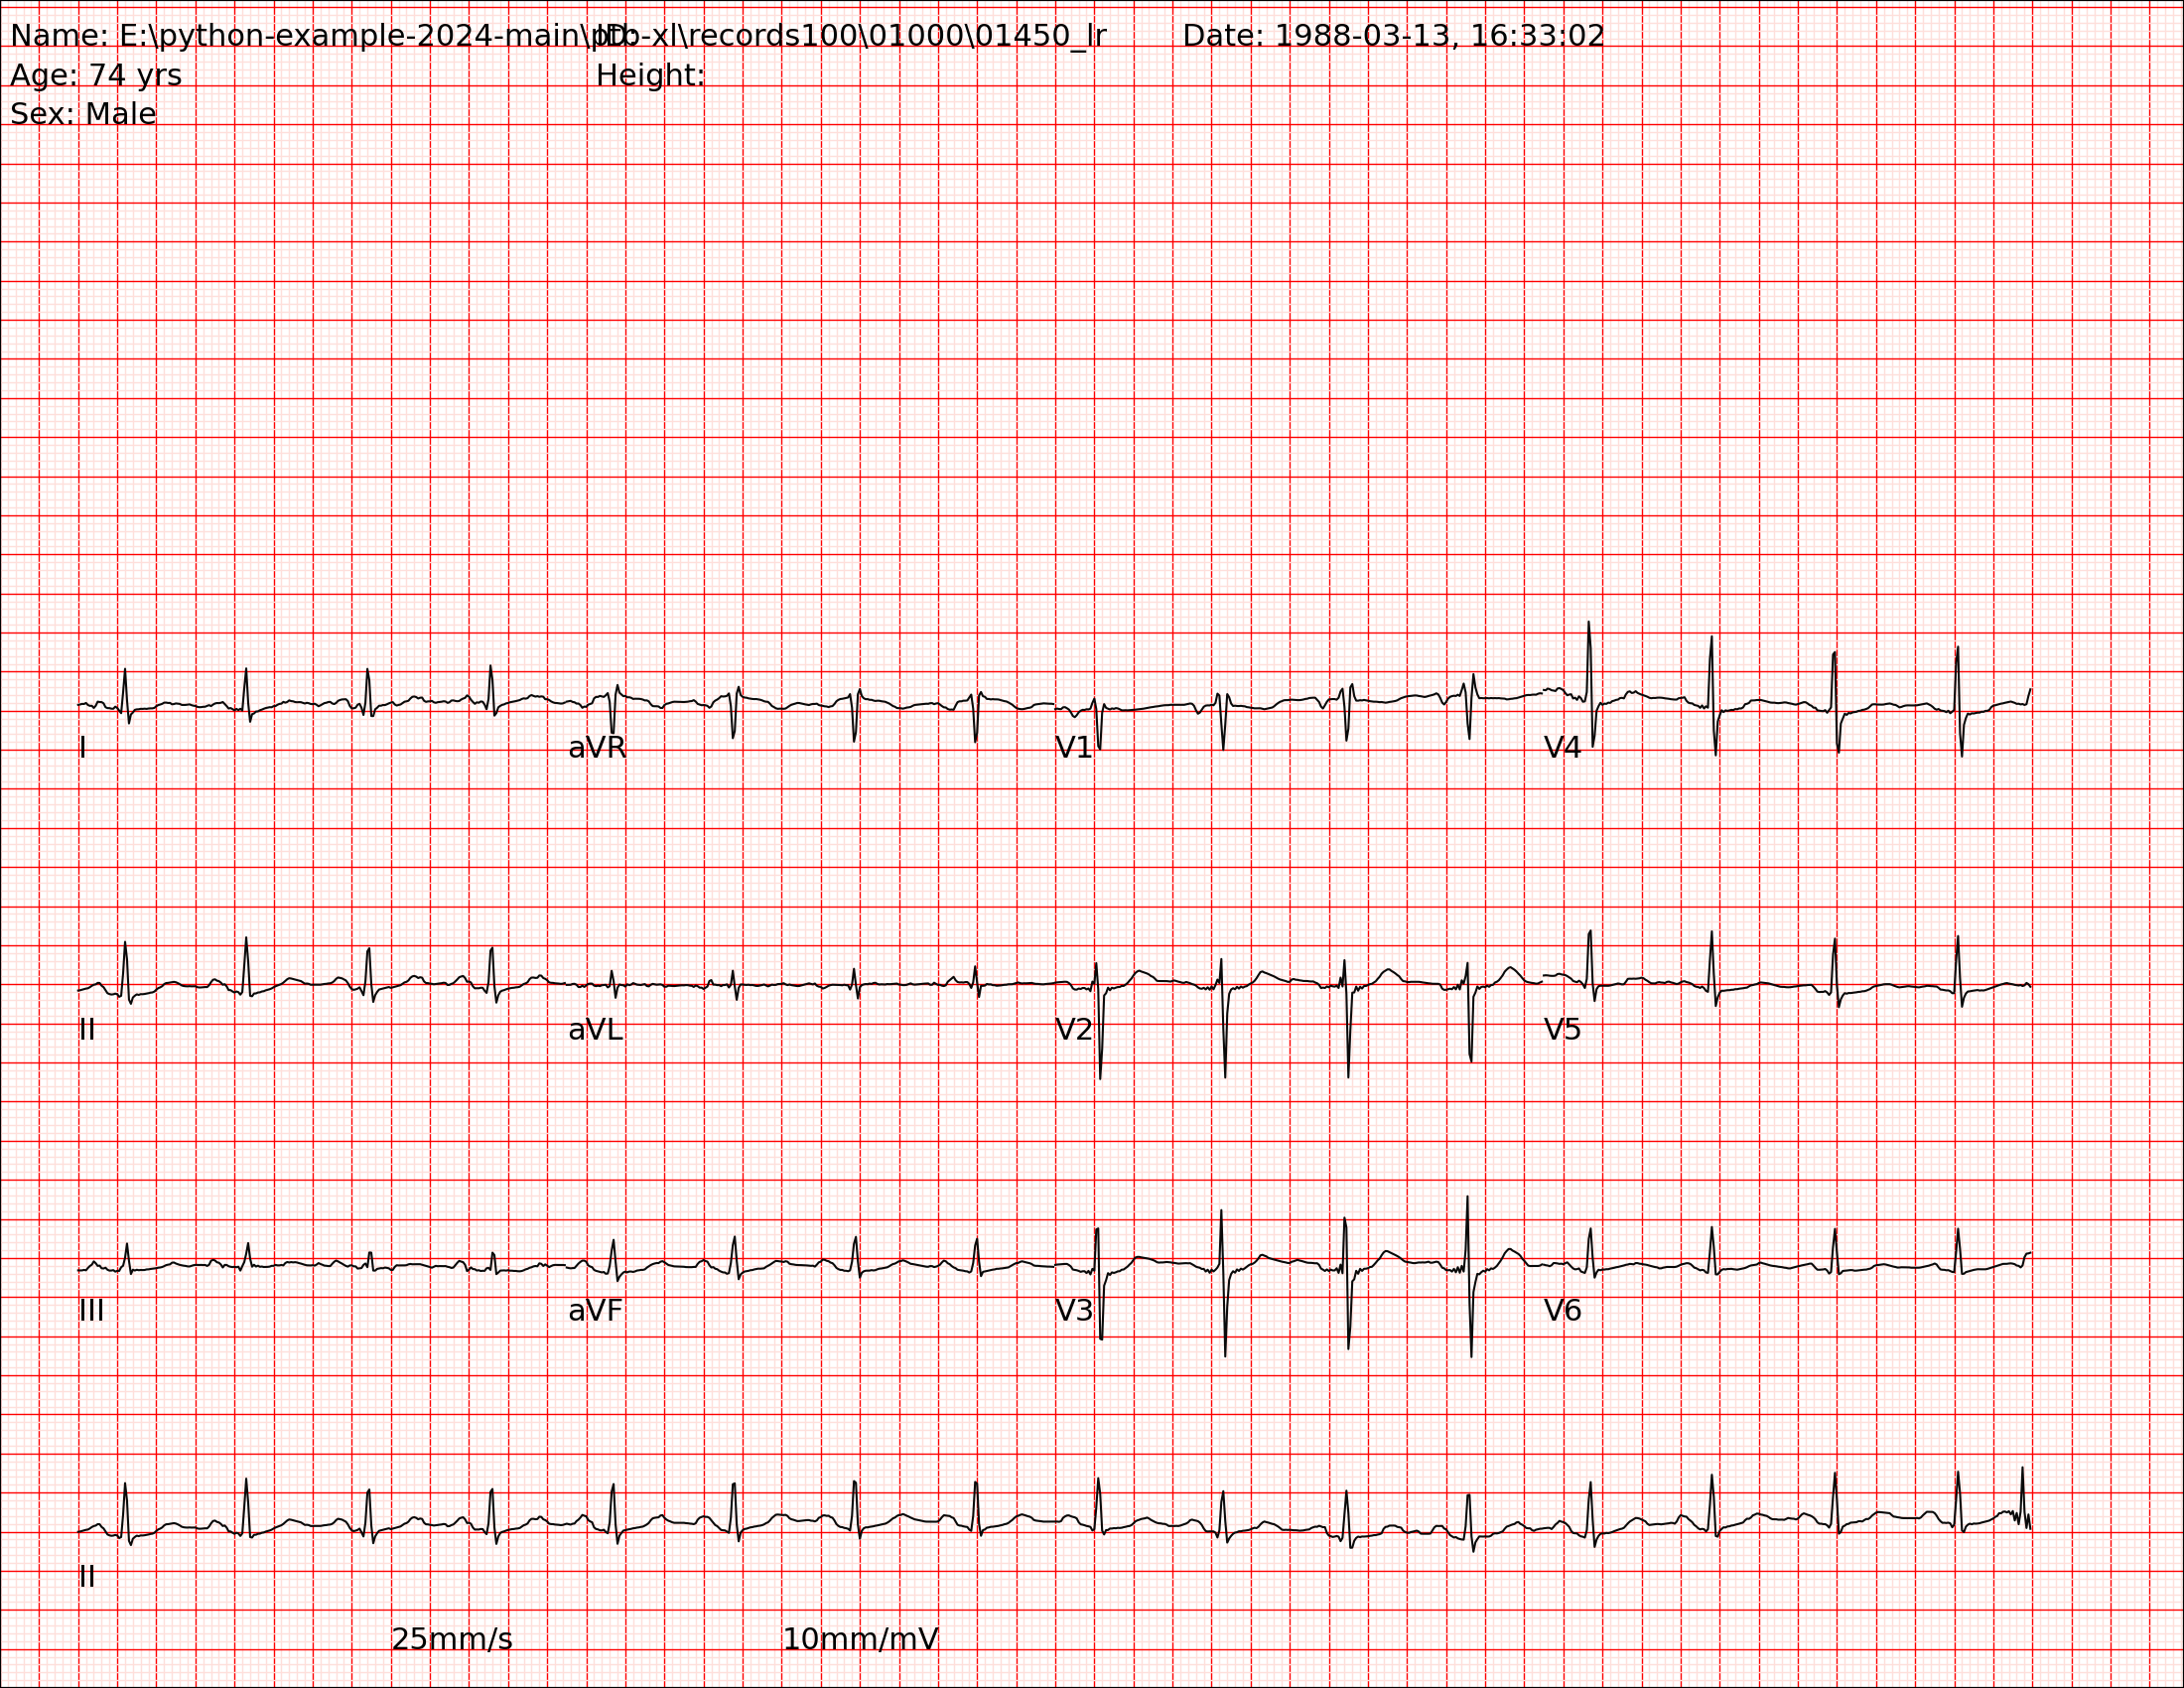 Name: E:\python-example-2024-main\ptb-xl\records100\01000\01450_lr ID: Date: 1988-03-13, 16:33:02
Age: 74 yrs Height:
Sex: Male
I aVR V1 V4
II aVL V2 V5
III aVF V3 V6
II
25mm/s 10mm/mV